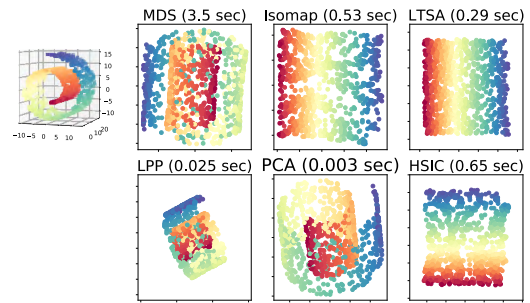 MDS (3.5 sec)
Isomap (0.53 sec)
LTSA (0.29 sec)
15
10
5
0
−5
−10
−10 −5 0 5 10
0
10
20
LPP (0.025 sec)
PCA (0.003 sec)
HSIC (0.65 sec)